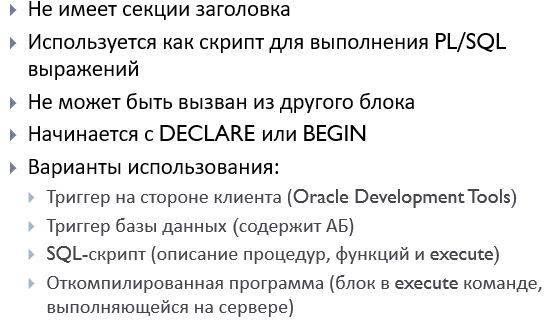 Не имеет секции заголовка
Используется как скрипт для выполнения PL/SQL
выражений
Не может быть вызван из другого блока
Начинается с DECLARE или BEGIN
Варианты использования:
Триггер на стороне клиента (Oracle Development Tools)
Триггер базы данных (содержит АБ)
SQL-скрипт (описание процедур, функций и execute)
Откомпилированная программа (блок в execute команде,
выполняющейся на сервере)